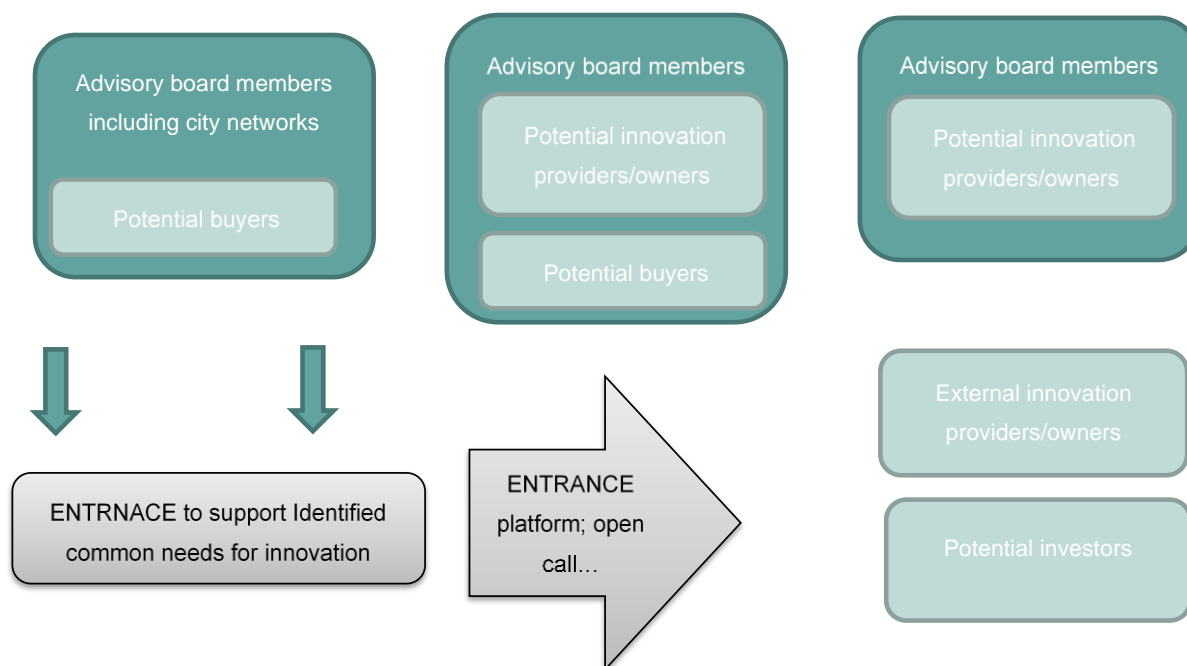 Advisory board members
including city networks
Potential buyers
Advisory board members
Potential innovation
providers/owners
Potential buyers
Advisory board members
Potential innovation
providers/owners
ENTRNACE to support Identified
common needs for innovation
ENTRANCE
platform; open
call…
External innovation
providers/owners
Potential investors